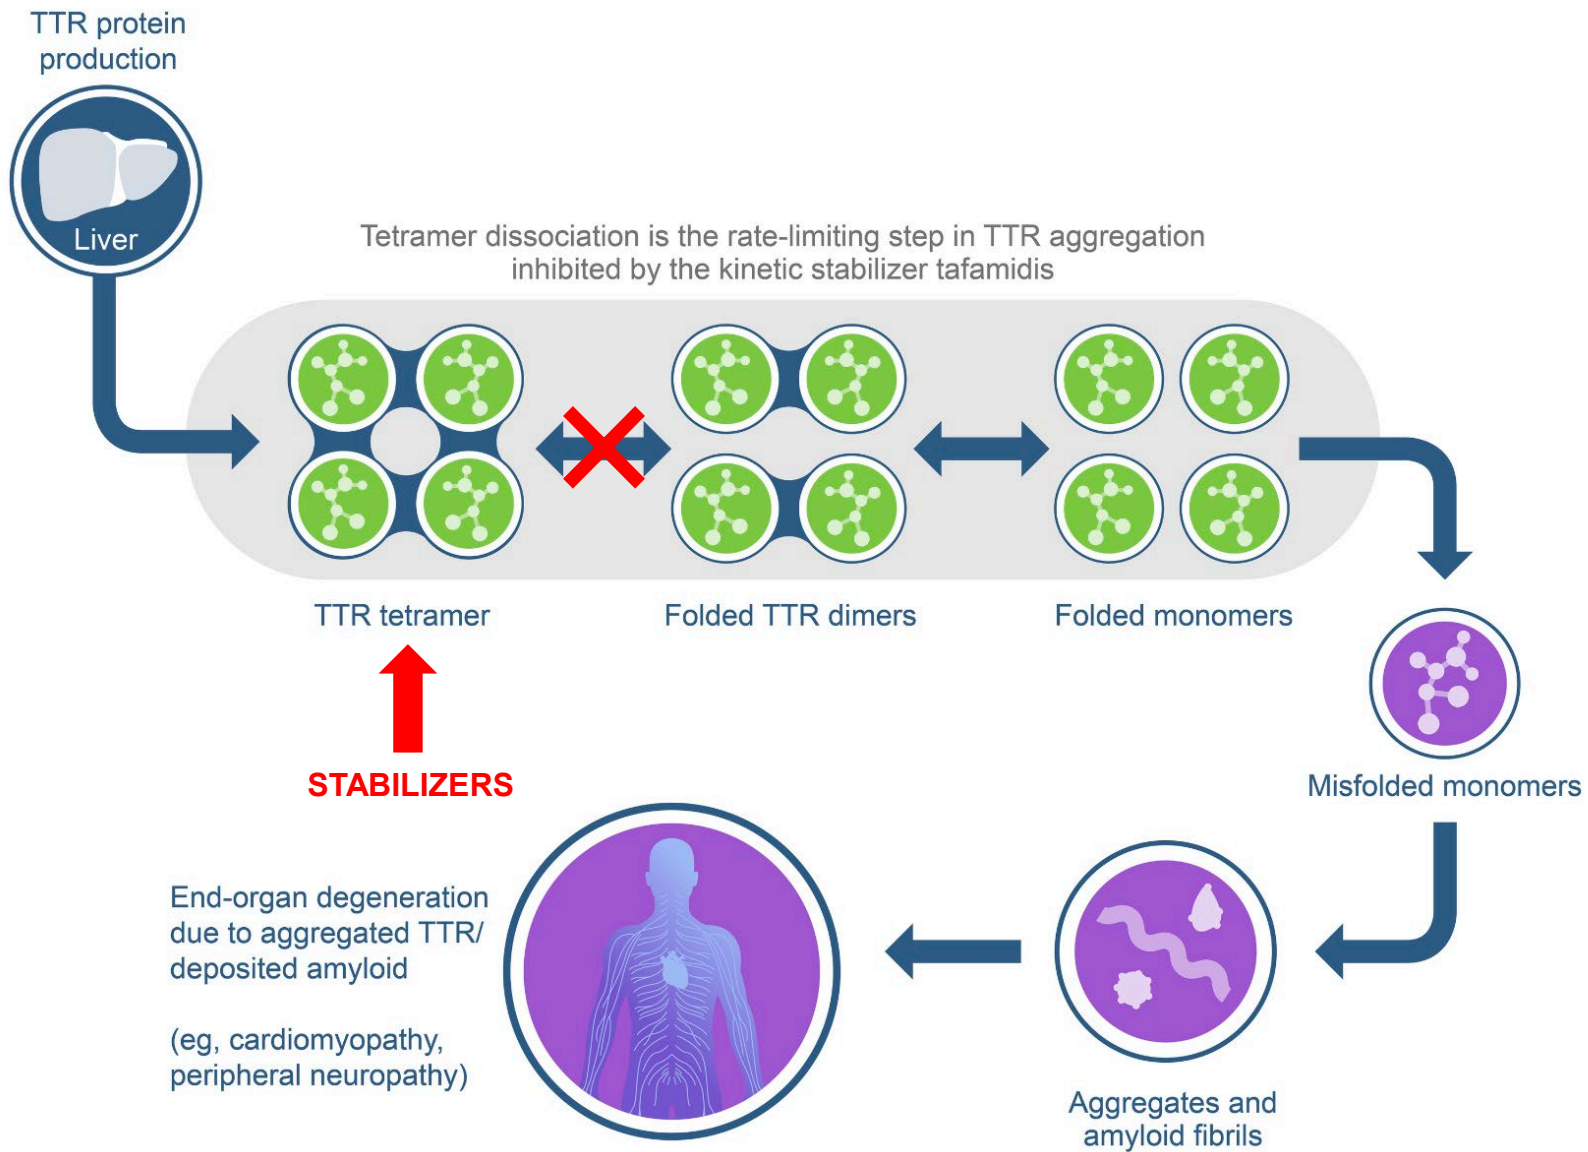 TTR protein
production
Liver
Tetramer dissociation is the rate-limiting step in TTR aggregation
inhibited by the kinetic stabilizer tafamidis
TTR tetramer
Folded TTR dimers
Folded monomers
STABILIZERS
Misfolded monomers
End-organ degeneration
due to aggregated TTR/
deposited amyloid
(eg, cardiomyopathy,
peripheral neuropathy)
Aggregates and
amyloid fibrils